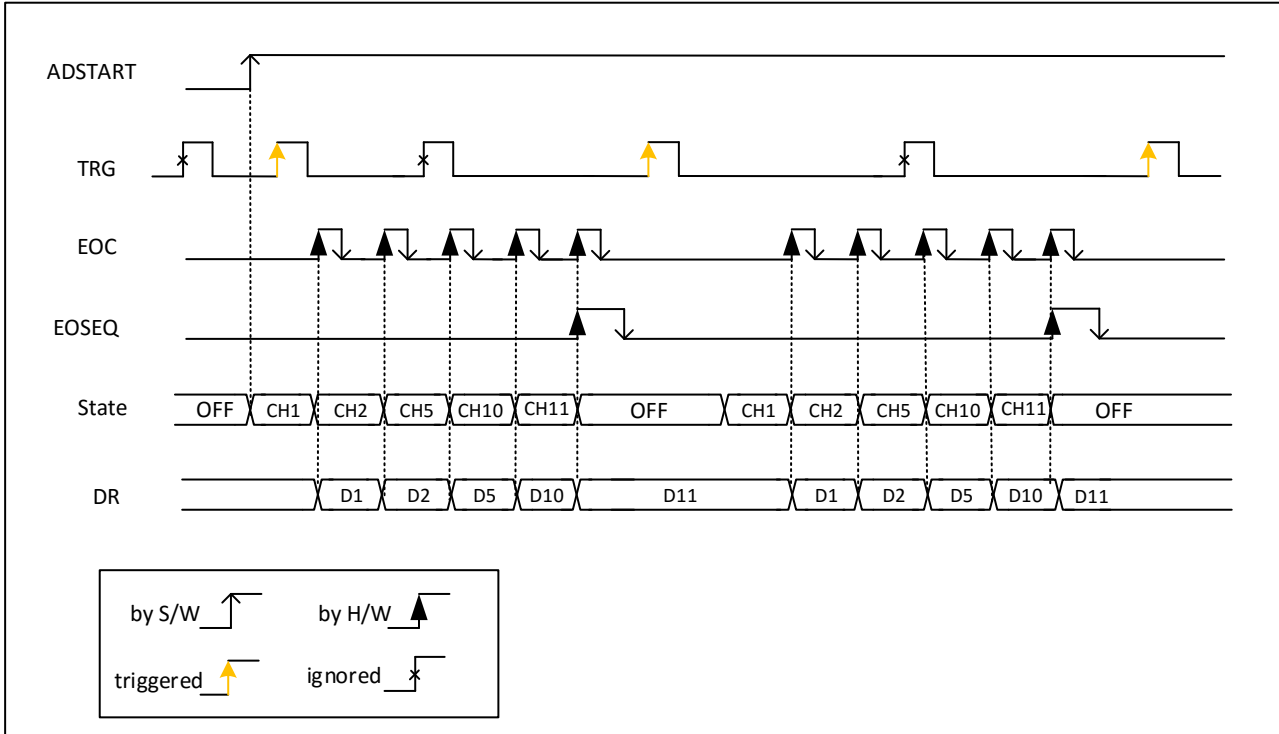 ADSTART
TRG
EOC
EOSEQ
State OFF CH1 CH2 CH5 CH10 CH11 OFF CH1 CH2 CH5 CH10 CH11 OFF
DR D1 D2 D5 D10 D11 D1 D2 D5 D10 D11
by S/W by H/W
triggered ignored